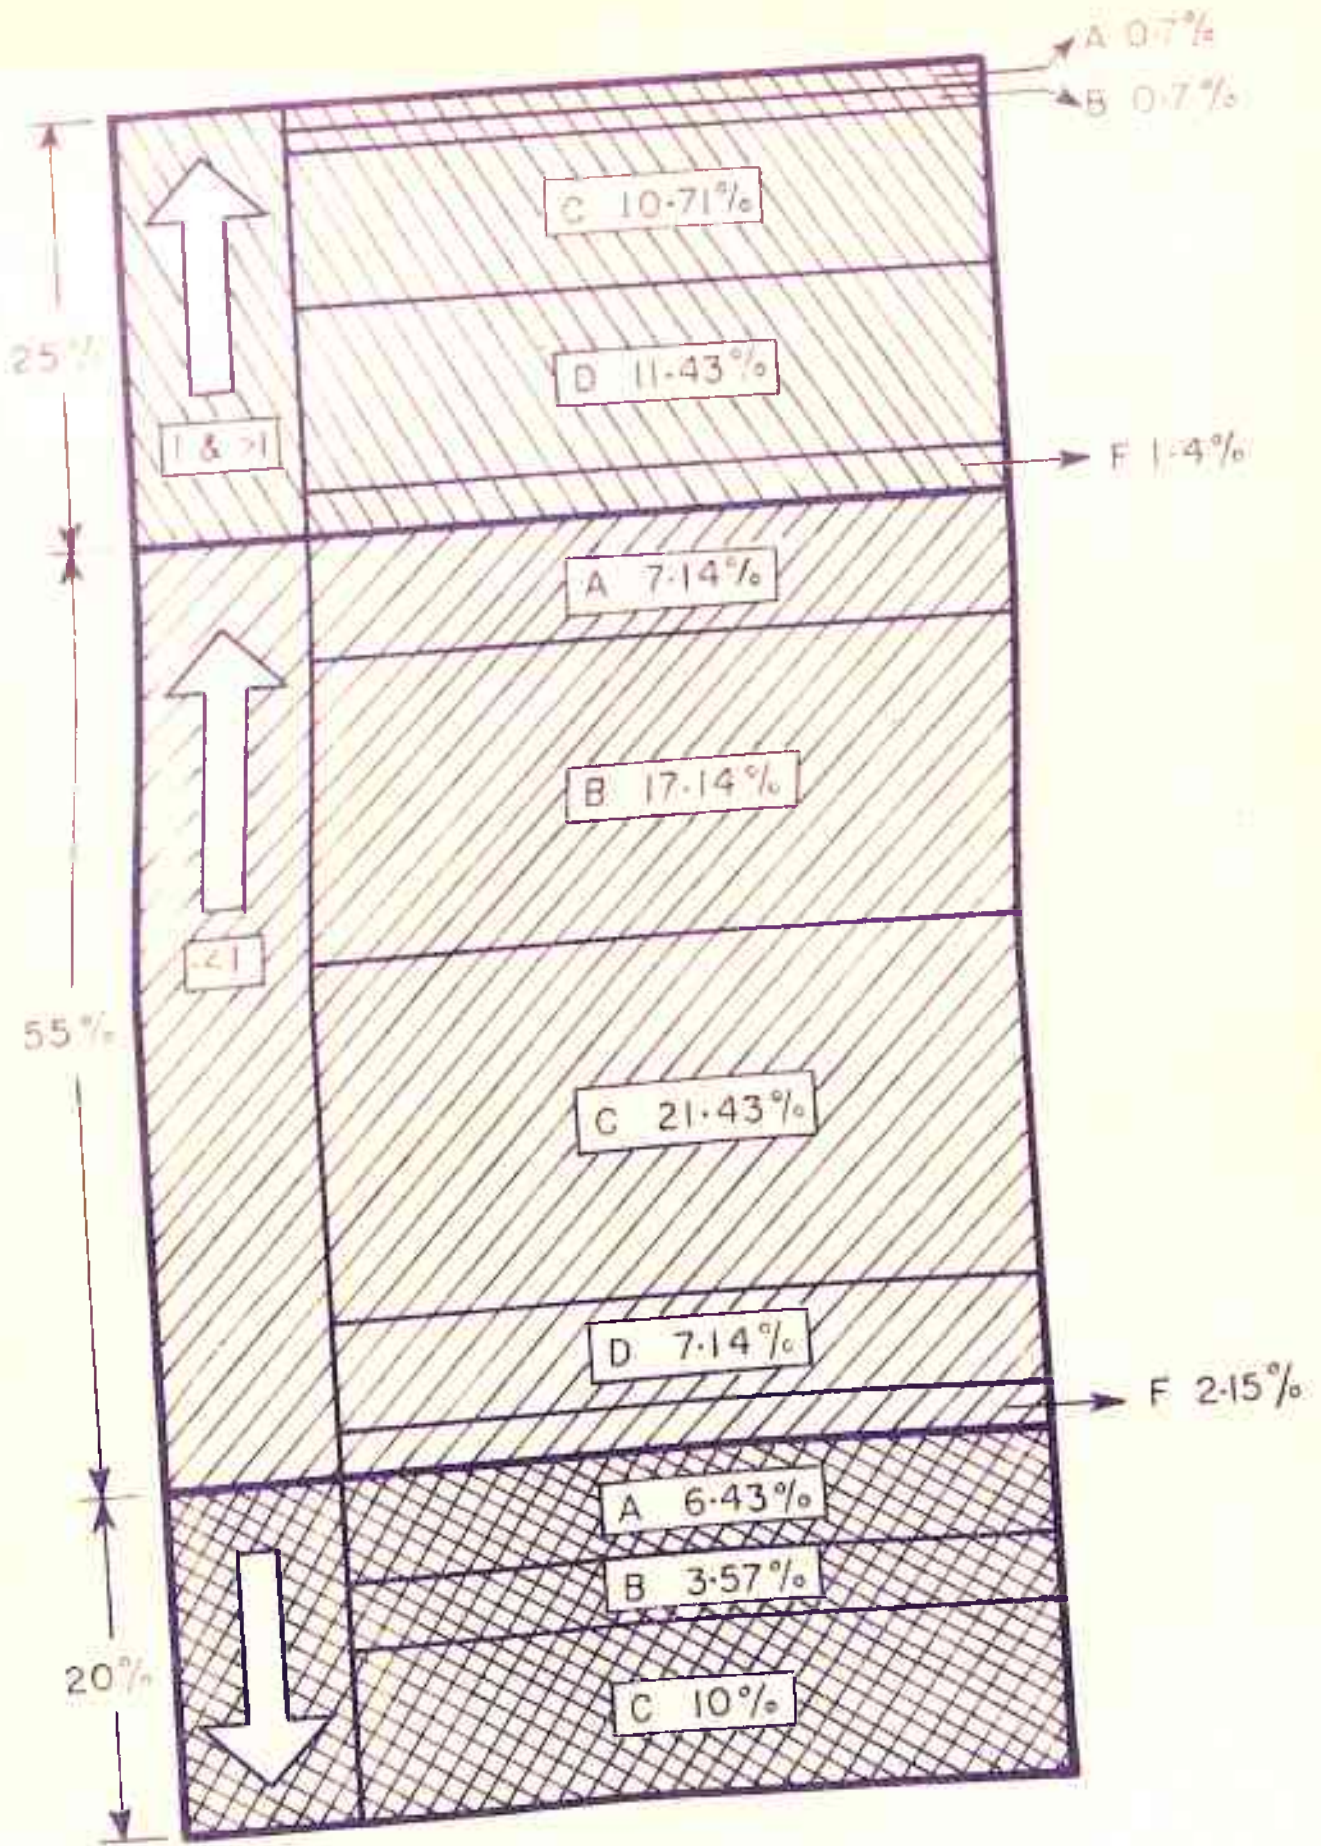 A 0·7%
B 0·7%
C 10·71%
25%
D 11·43%
1 & >1
F 1·4%
A 7·14%
B 17·14%
<1
55%
C 21·43%
D 7·14%
F 2·15%
A 6·43%
B 3·57%
20%
C 10%